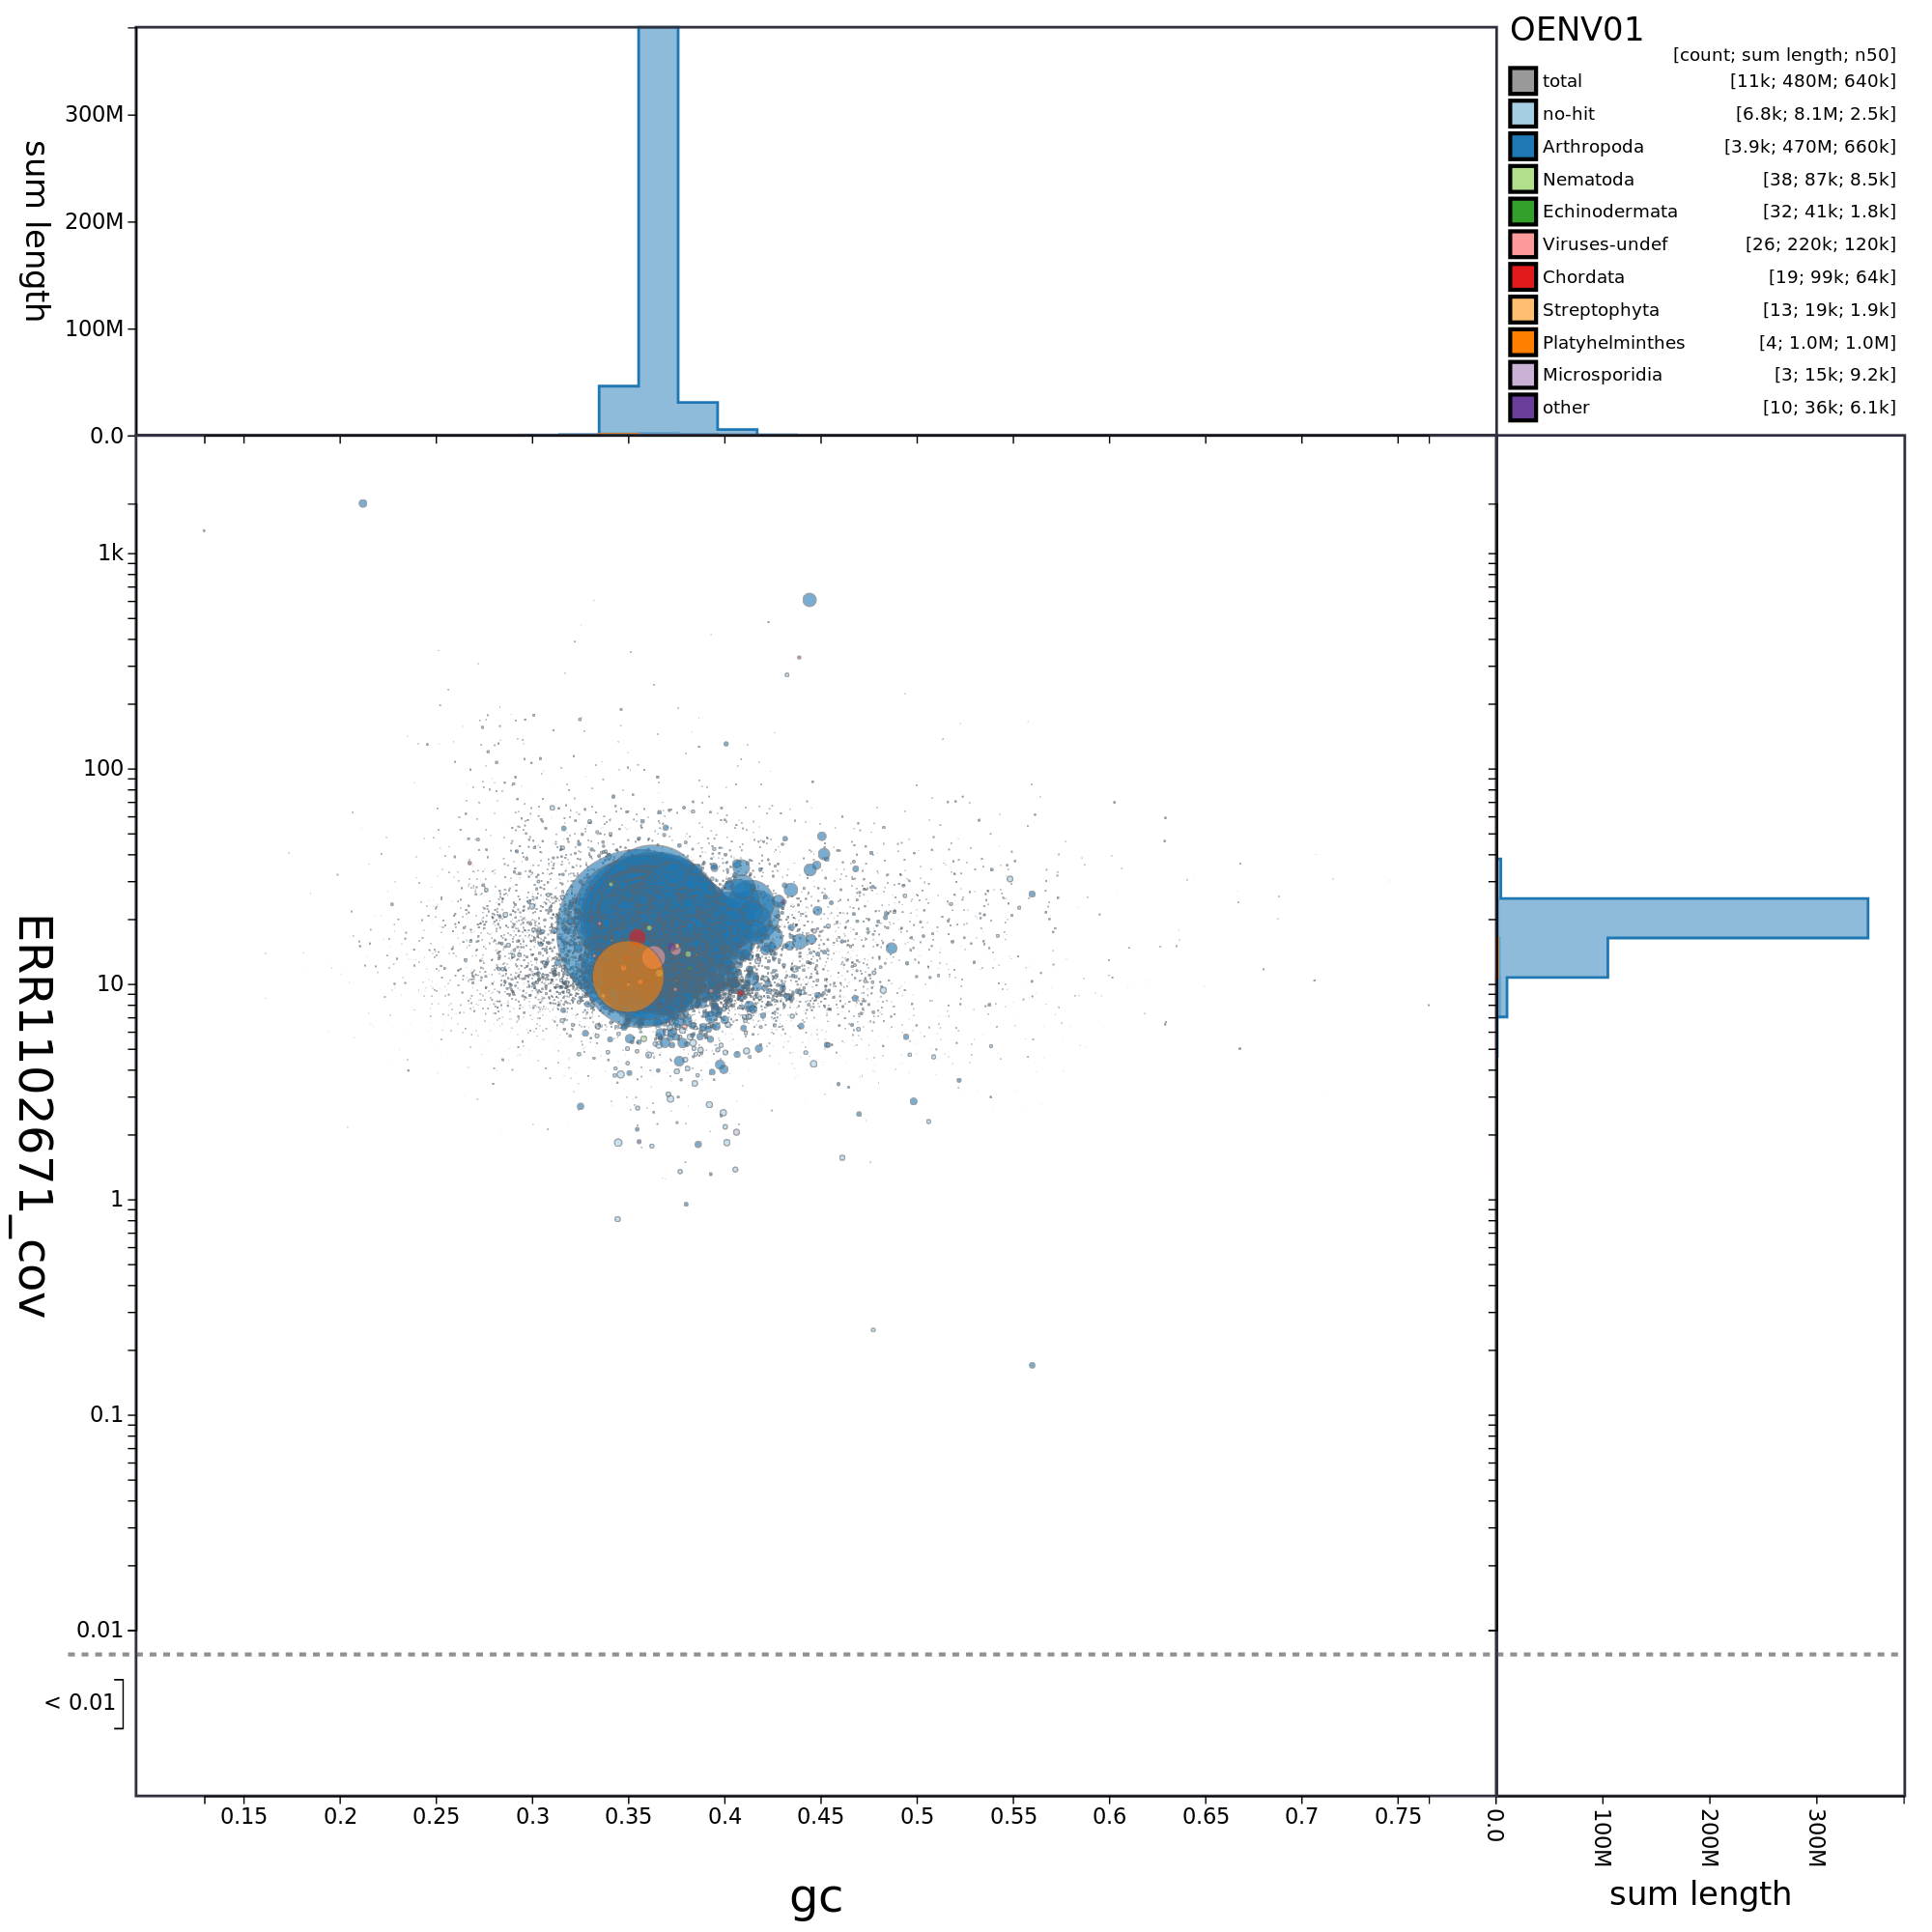 OENV01
[count; sum length; n50]
total [11k; 480M; 640k]
no-hit [6.8k; 8.1M; 2.5k]
Arthropoda [3.9k; 470M; 660k]
Nematoda [38; 87k; 8.5k]
Echinodermata [32; 41k; 1.8k]
Viruses-undef [26; 220k; 120k]
Chordata [19; 99k; 64k]
Streptophyta [13; 19k; 1.9k]
Platyhelminthes [4; 1.0M; 1.0M]
Microsporidia [3; 15k; 9.2k]
other [10; 36k; 6.1k]
sum length
300M
200M
100M
0.0
ERR1102671_cov
1k
100
10
1
0.1
0.01
< 0.01
0.15 0.2 0.25 0.3 0.35 0.4 0.45 0.5 0.55 0.6 0.65 0.7 0.75
gc
0.0 100M 200M 300M
sum length